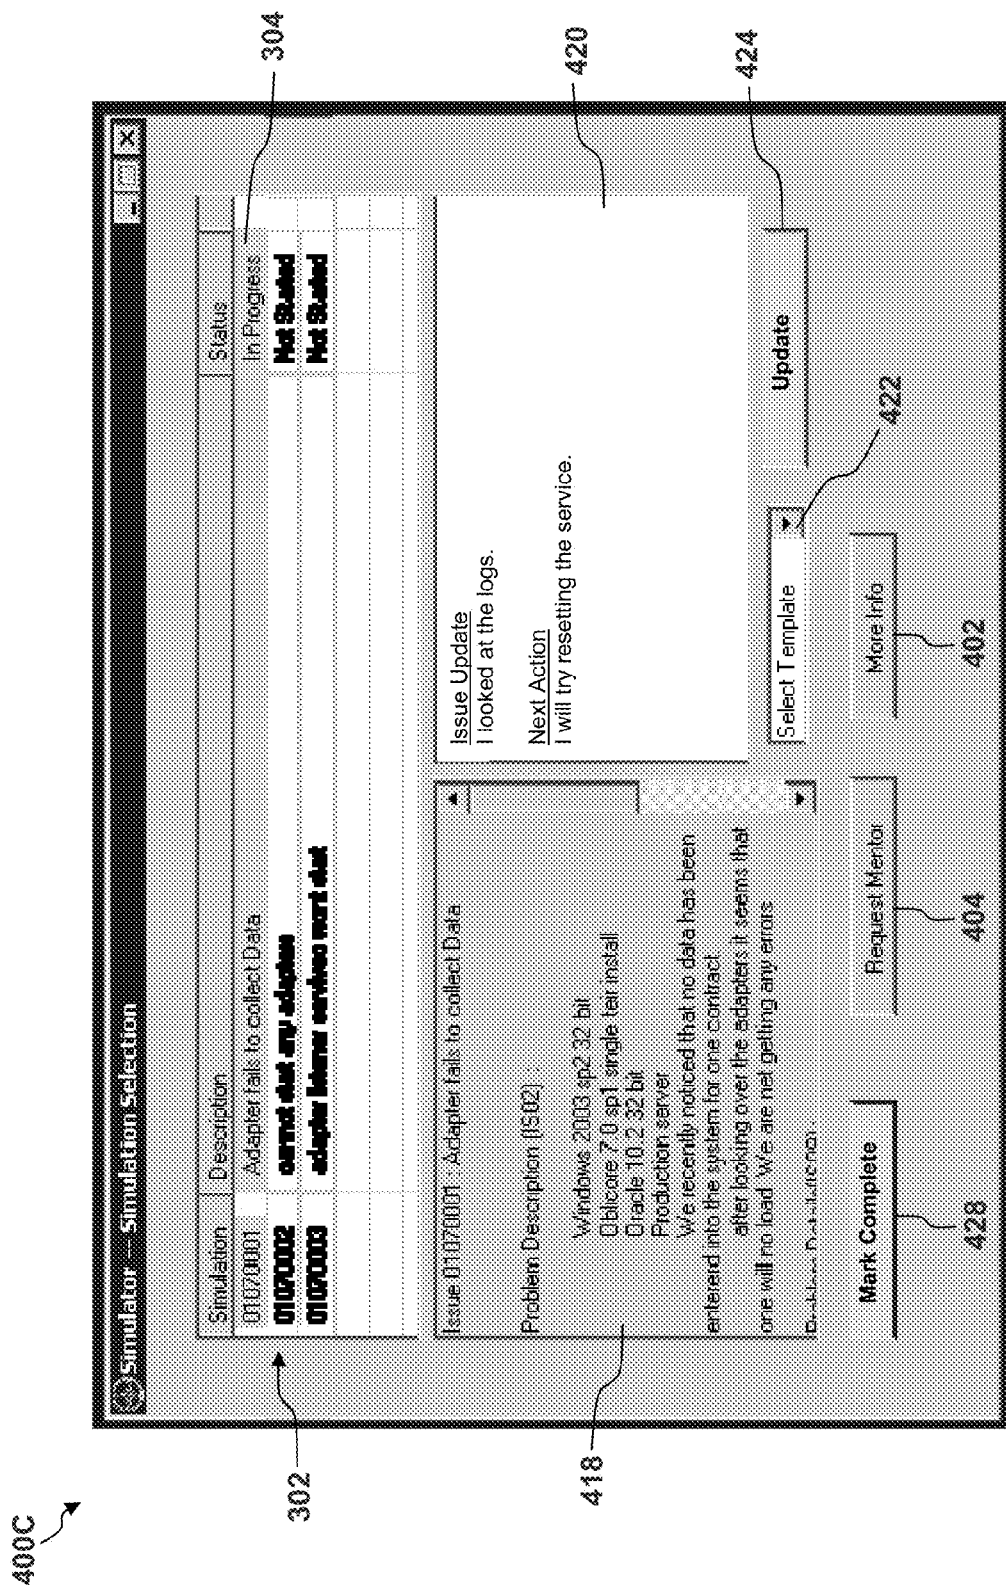 400C
Simulator -- Simulation Selection
302
304
Simulation Description Status
01070001 Adapter fails to collect Data In Progress
01070002 cannot start any adapters Not Started
01070003 adapter listener services wont start Not Started
Issue 01070001 Adapter fails to collect Data
Problem Description [IS02] :
Windows 2003 sp2 32 bit
Oblicore 7.0 sp1 single teir install
Oracle 10.2 32 bit
Production server
We recently noticed that no data has been
entererd into the system for one contract
after looking over the adapters it seems that
one will no load. We are not getting any errors
418
Issue Update
I looked at the logs.
Next Action
I will try resetting the service.
420
Select Template
422
Update
424
Mark Complete
428
Request Mentor
404
More Info
402